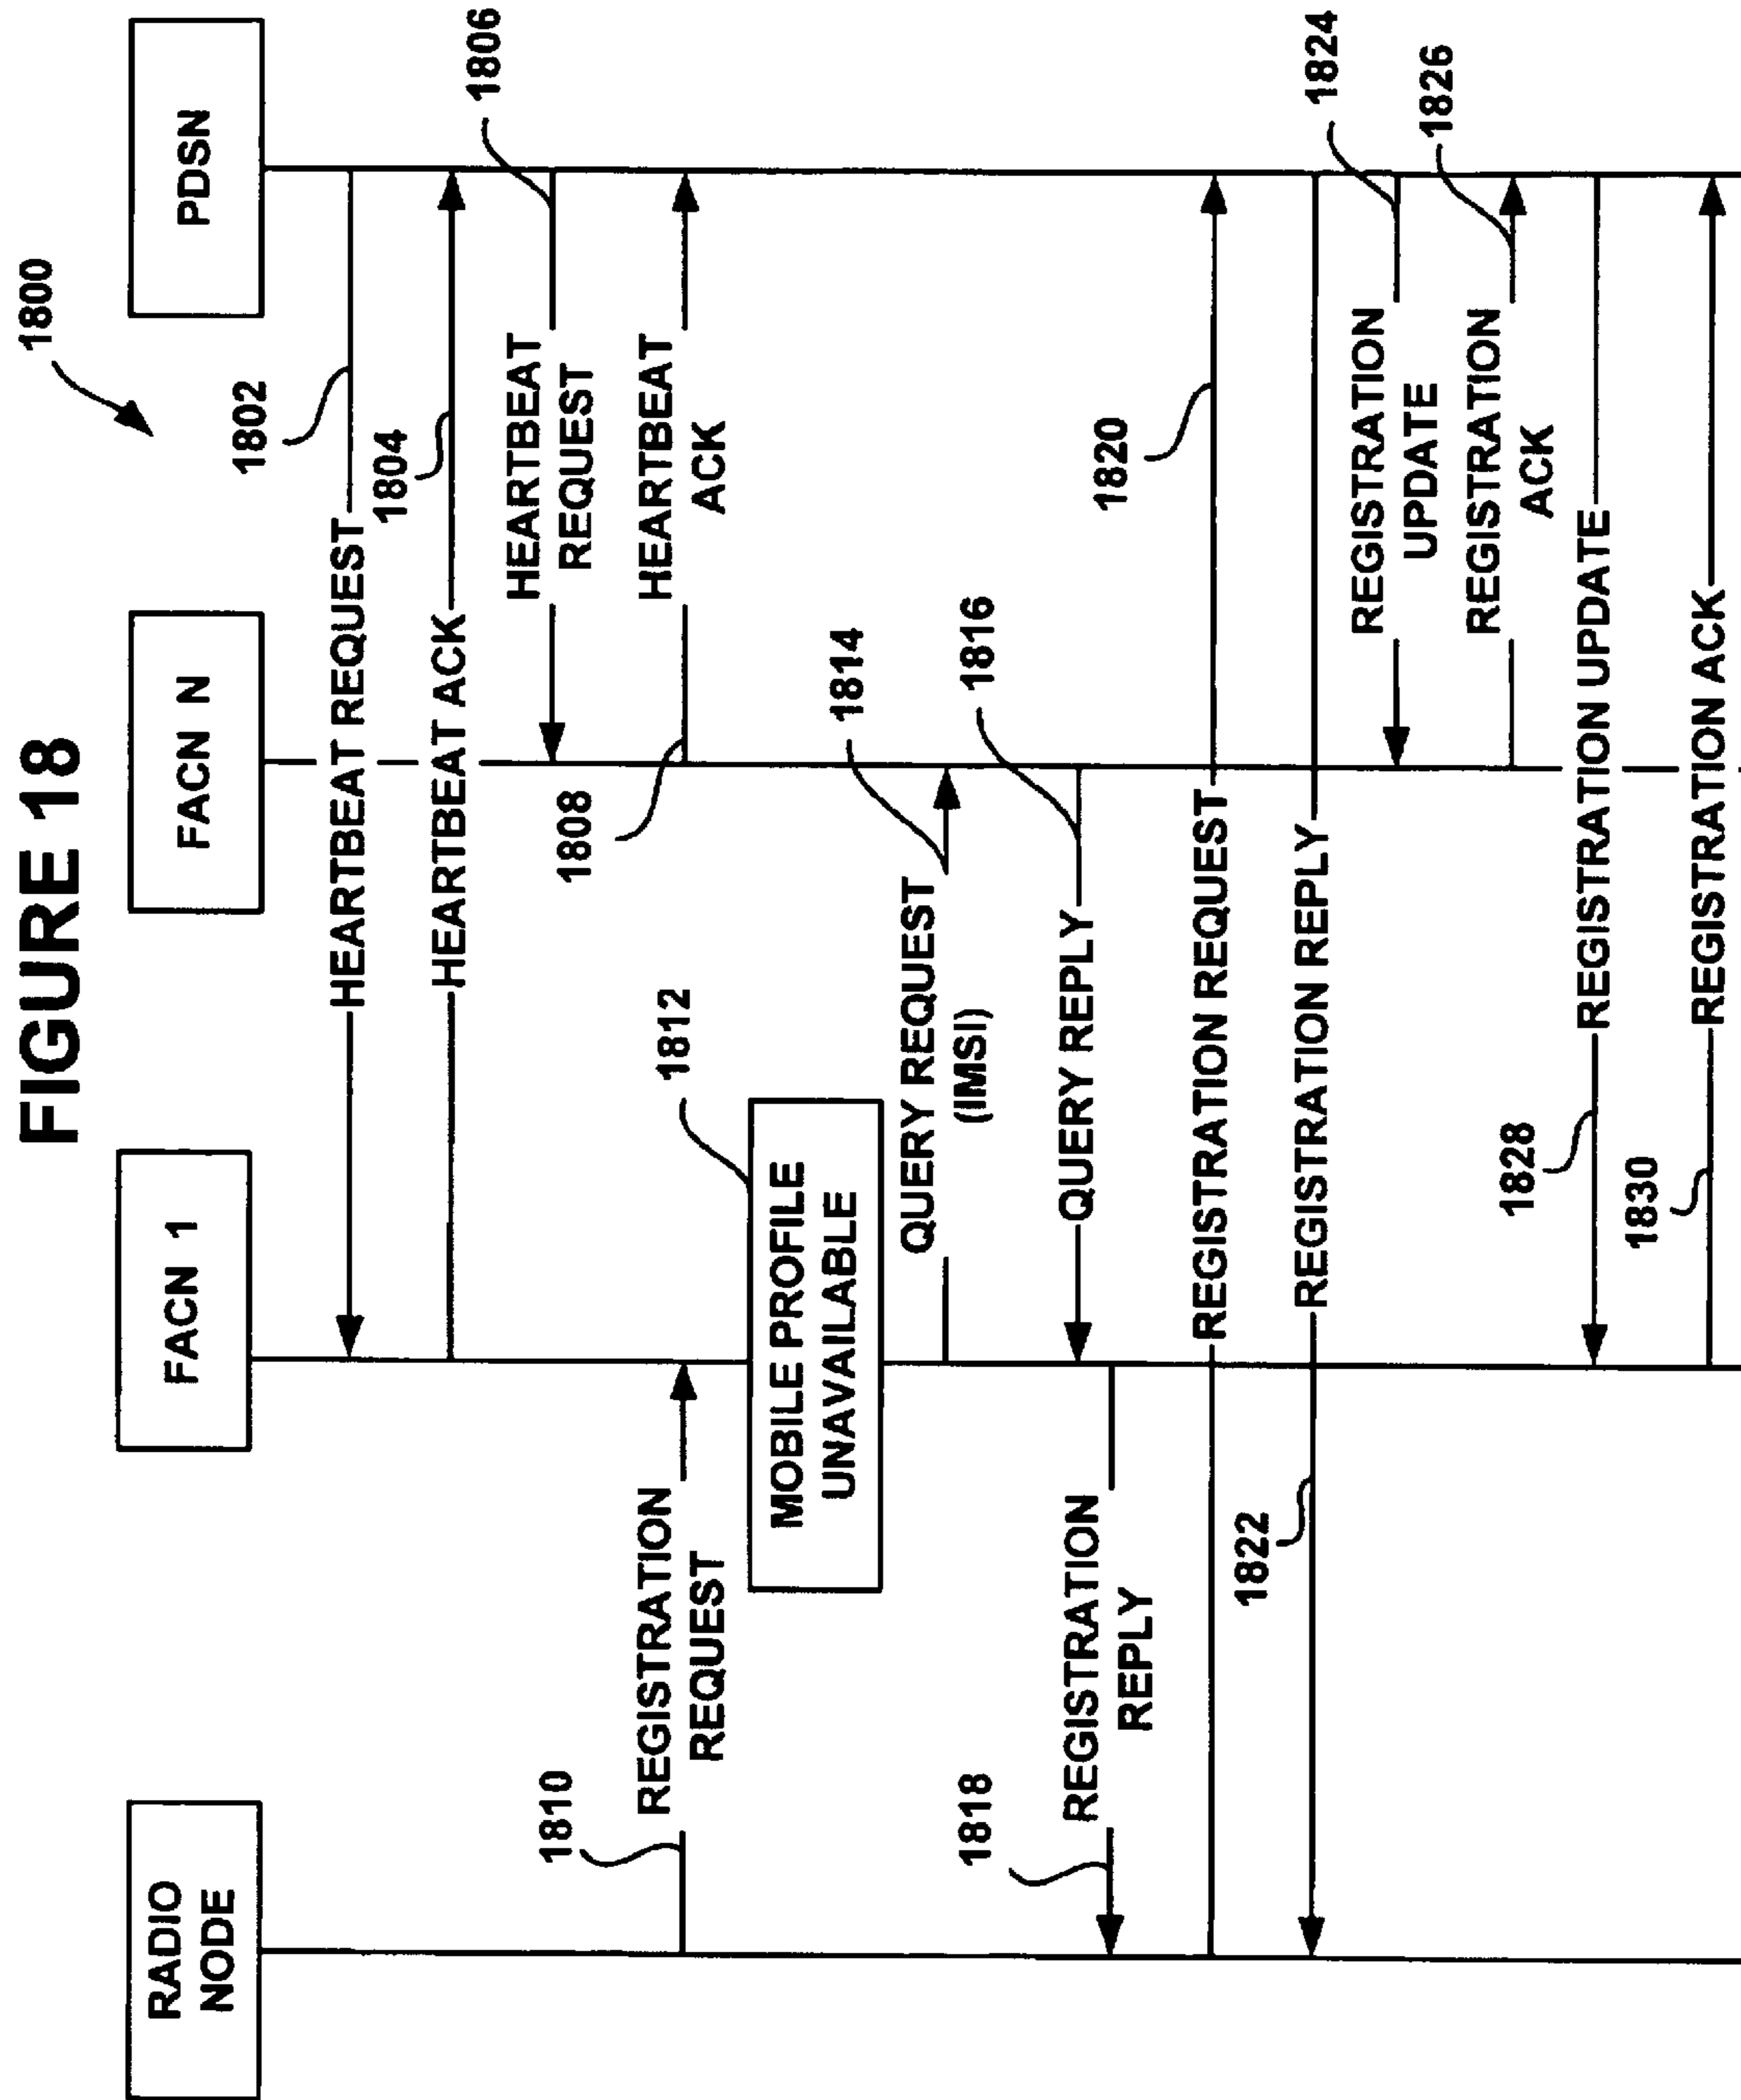 FIGURE 18
1800
RADIO
NODE
FACN 1
FACN N
PDSN
1802
HEARTBEAT REQUEST
1804
HEARTBEAT ACK
1806
HEARTBEAT
REQUEST
1808
HEARTBEAT
ACK
1810
REGISTRATION
REQUEST
1812
MOBILE PROFILE
UNAVAILABLE
1814
QUERY REQUEST
(IMSI)
1816
QUERY REPLY
1818
REGISTRATION
REPLY
1820
REGISTRATION REQUEST
1822
REGISTRATION REPLY
1824
REGISTRATION
UPDATE
1826
REGISTRATION
ACK
1828
REGISTRATION UPDATE
1830
REGISTRATION ACK